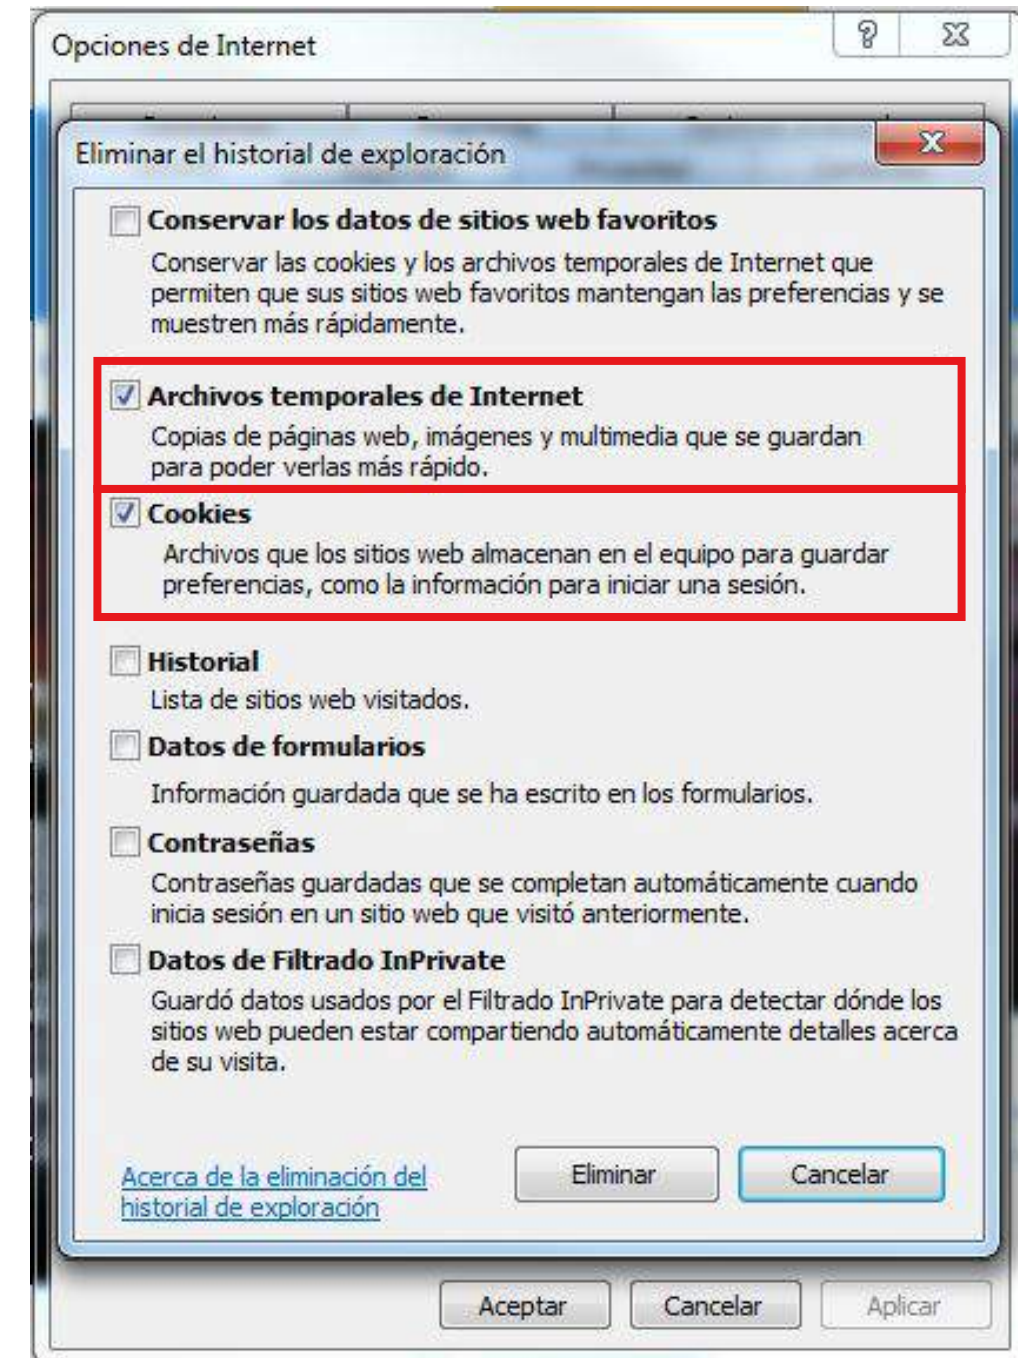 Opciones de Internet
Eliminar el historial de exploración
Conservar los datos de sitios web favoritos
Conservar las cookies y los archivos temporales de Internet que
permiten que sus sitios web favoritos mantengan las preferencias y se
muestren más rápidamente.
Archivos temporales de Internet
Copias de páginas web, imágenes y multimedia que se guardan
para poder verlas más rápido.
Cookies
Archivos que los sitios web almacenan en el equipo para guardar
preferencias, como la información para iniciar una sesión.
Historial
Lista de sitios web visitados.
Datos de formularios
Información guardada que se ha escrito en los formularios.
Contraseñas
Contraseñas guardadas que se completan automáticamente cuando
inicia sesión en un sitio web que visitó anteriormente.
Datos de Filtrado InPrivate
Guardó datos usados por el Filtrado InPrivate para detectar dónde los
sitios web pueden estar compartiendo automáticamente detalles acerca
de su visita.
Acerca de la eliminación del
historial de exploración
Eliminar Cancelar
Aceptar Cancelar Aplicar